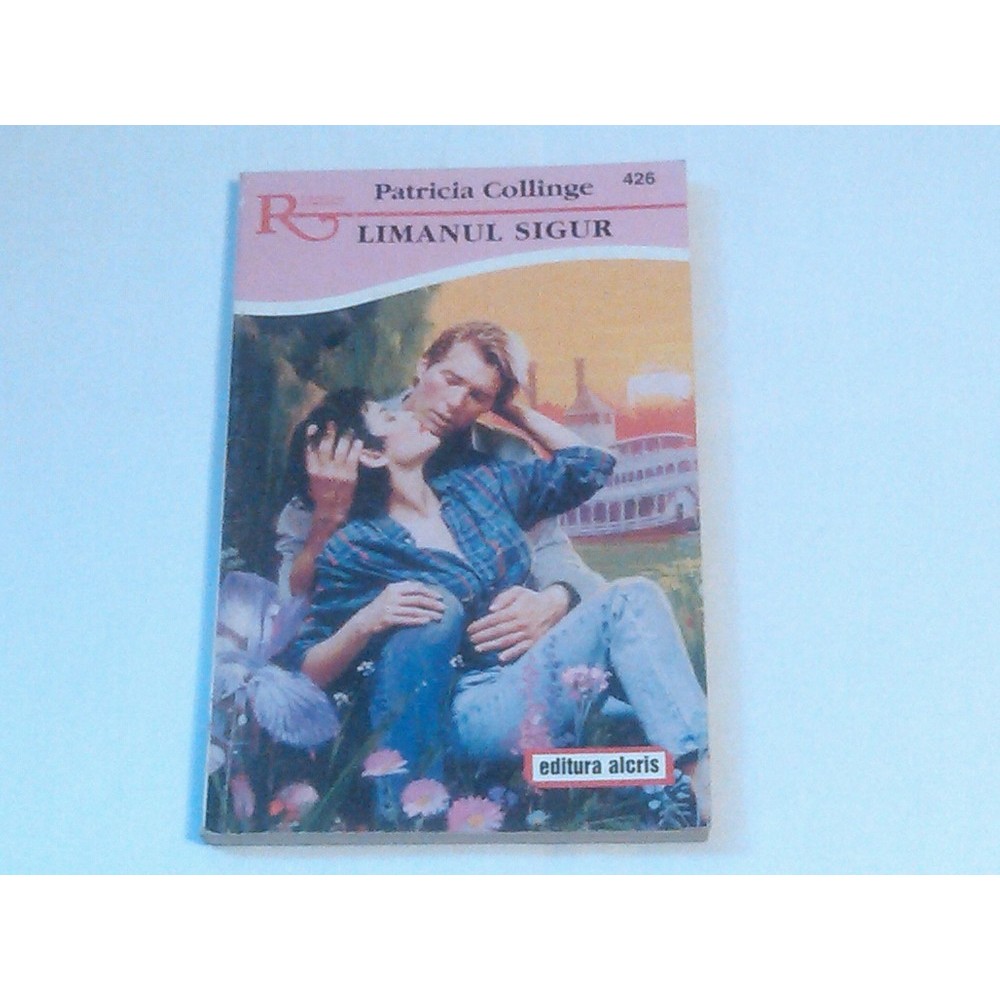 Patricia Collinge
426
R
LIMANUL SIGUR
editura alcris